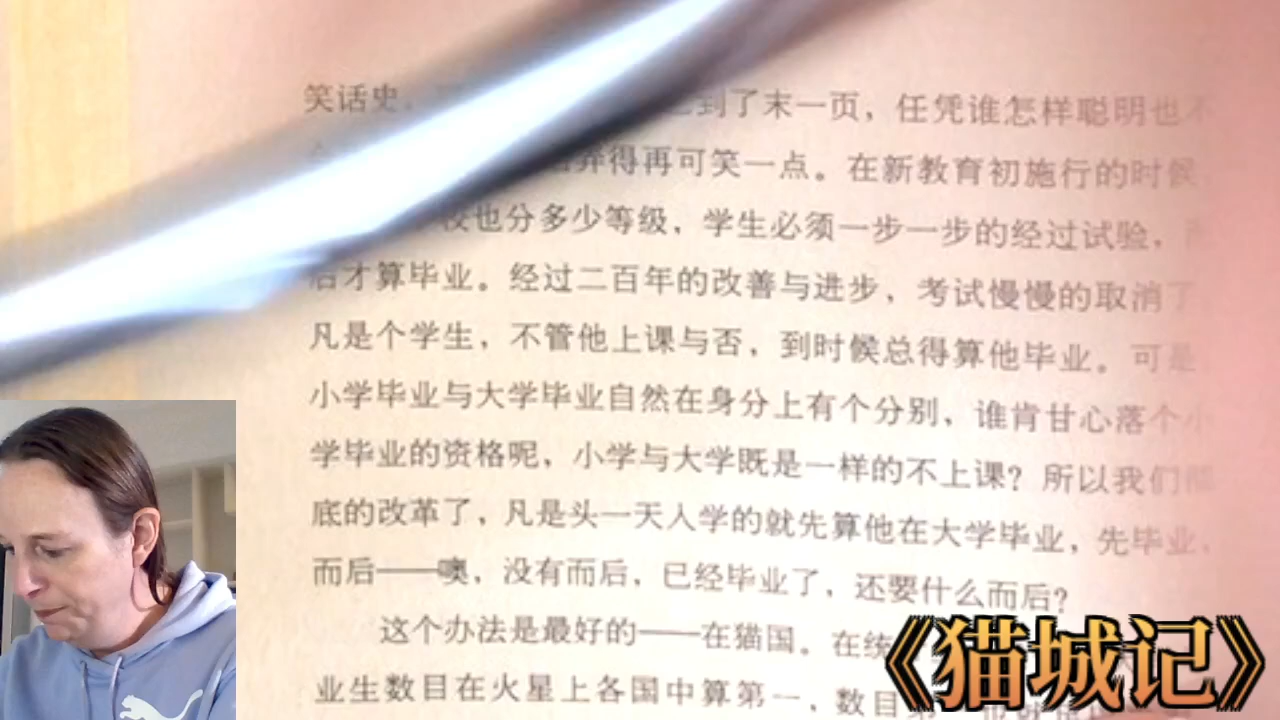 笑话史，到了末一页，任凭谁怎样聪明也不
弄得再可笑一点。在新教育初施行的时候，
校也分多少等级，学生必须一步一步的经过试验，
后才算毕业。经过二百年的改善与进步，考试慢慢的取消了
凡是个学生，不管他上课与否，到时候总得算他毕业。可是
小学毕业与大学毕业自然在身分上有个分别，谁肯甘心落个小
学毕业的资格呢，小学与大学既是一样的不上课？所以我们
底的改革了，凡是头一天入学的就先算他在大学毕业，先毕业，
而后——噢，没有而后，已经毕业了，还要什么而后？
这个办法是最好的——在猫国。在统
业生数目在火星上各国中算第一，数目第一
《猫城记》